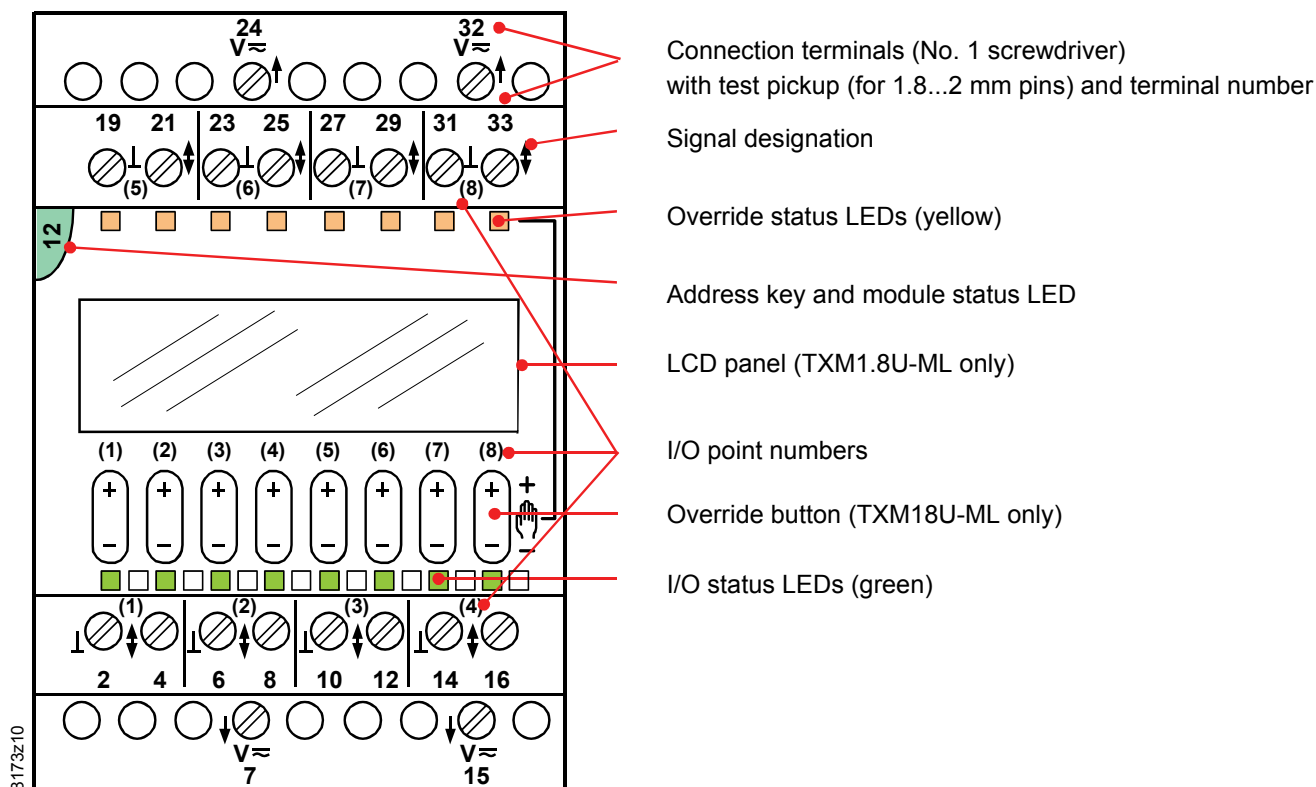 24 32
V≂ V≂
Connection terminals (No. 1 screwdriver)
with test pickup (for 1.8...2 mm pins) and terminal number
19 21 23 25 27 29 31 33
Signal designation
(5) (6) (7) (8)
Override status LEDs (yellow)
12
Address key and module status LED
LCD panel (TXM1.8U-ML only)
(1) (2) (3) (4) (5) (6) (7) (8)
I/O point numbers
+ + + + + + + + +
Override button (TXM18U-ML only)
− − − − − − − − −
I/O status LEDs (green)
(1) (2) (3) (4)
2 4 6 8 10 12 14 16
V≂ V≂
7 15